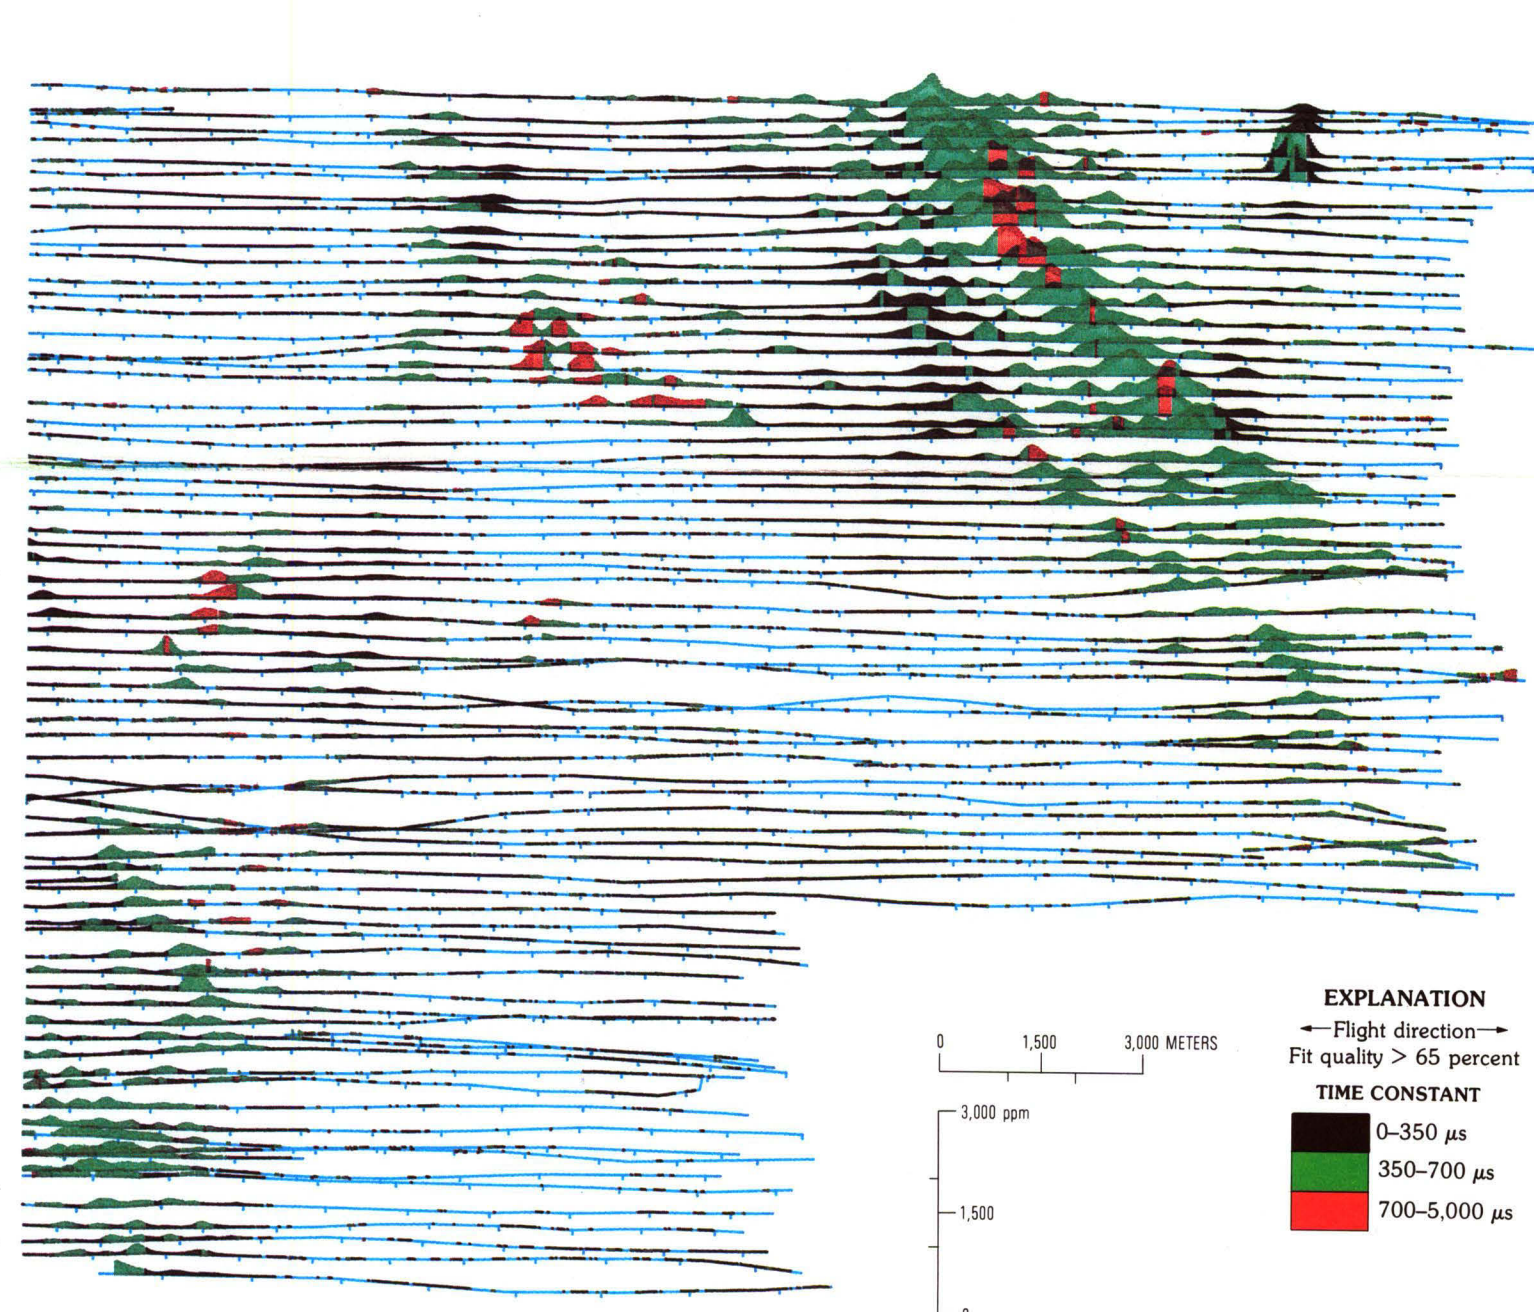 0 1,500 3,000 METERS
3,000 ppm
1,500
EXPLANATION
Flight direction
Fit quality > 65 percent
TIME CONSTANT
0–350 µs
350–700 µs
700–5,000 µs